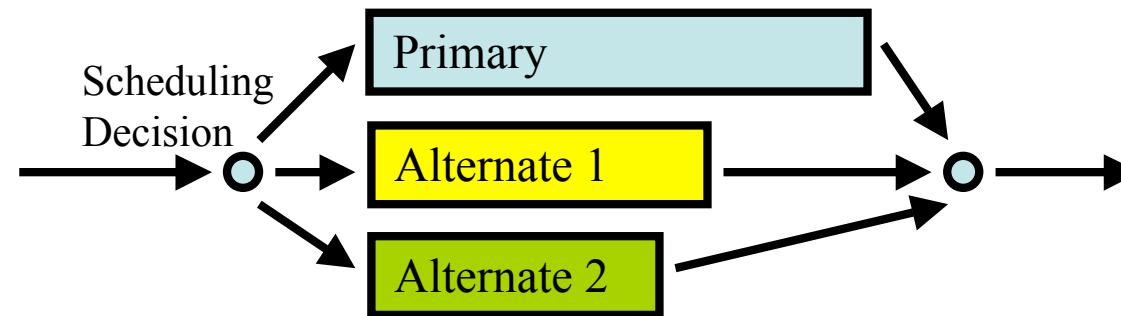 Primary
Scheduling
Decision
Alternate 1
Alternate 2